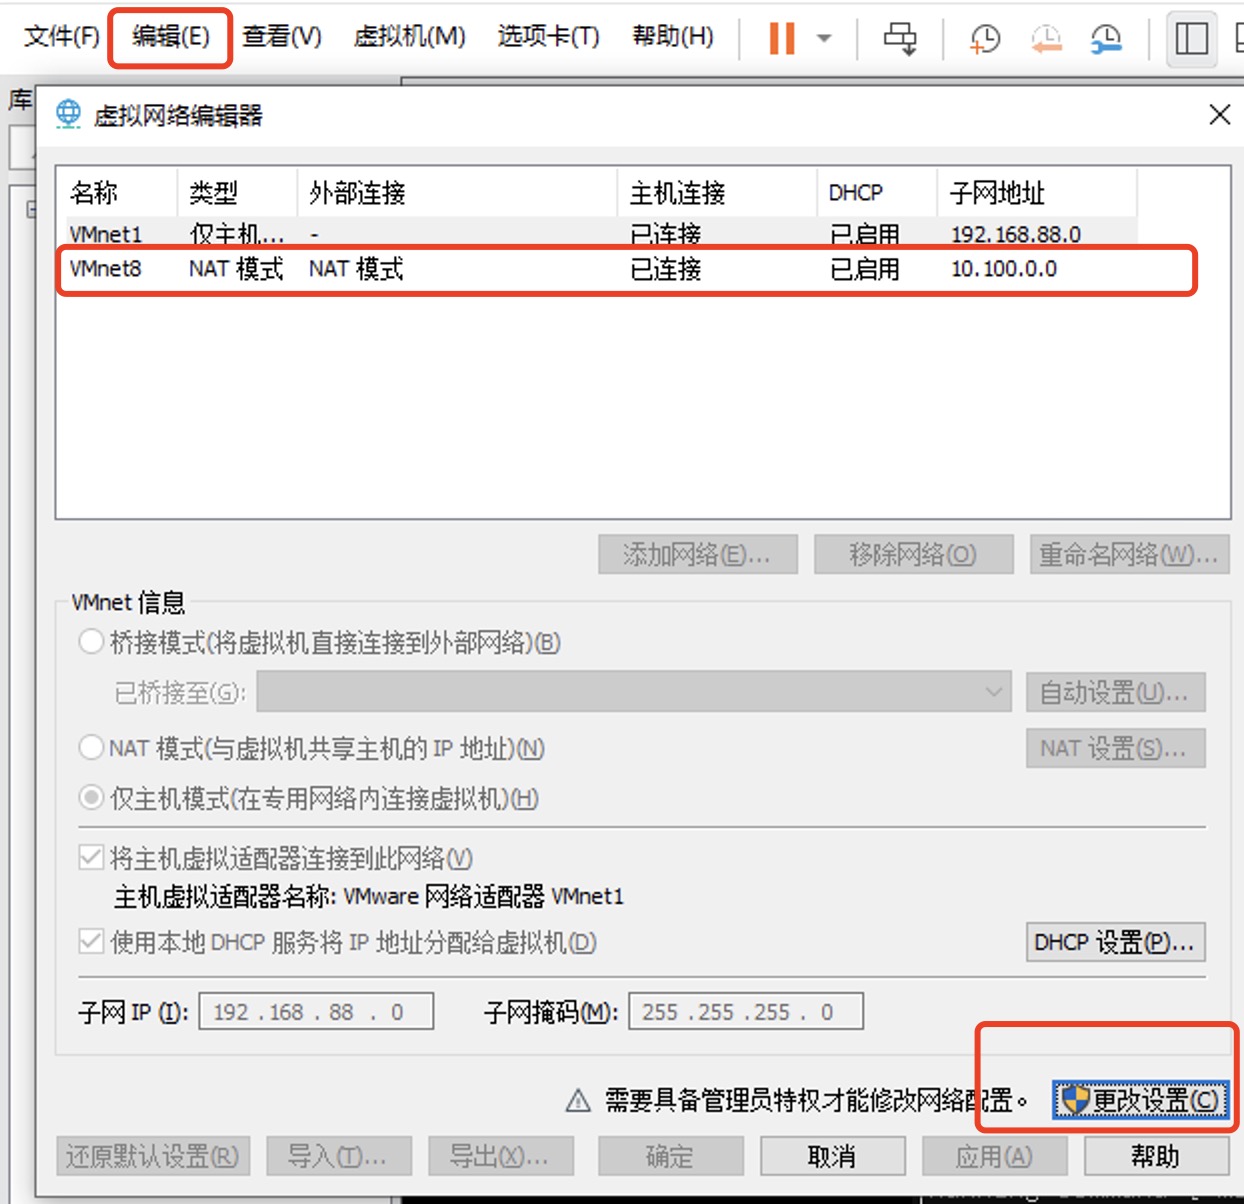 文件(F) 编辑(E) 查看(V) 虚拟机(M) 选项卡(T) 帮助(H)
库
虚拟网络编辑器
名称 类型 外部连接 主机连接 DHCP 子网地址
VMnet1 仅主机... - 已连接 已启用 192.168.88.0
VMnet8 NAT 模式 NAT 模式 已连接 已启用 10.100.0.0
添加网络(E)... 移除网络(O) 重命名网络(W)...
VMnet 信息
桥接模式(将虚拟机直接连接到外部网络)(B)
已桥接至(G): 自动设置(U)...
NAT 模式(与虚拟机共享主机的 IP 地址)(N) NAT 设置(S)...
仅主机模式(在专用网络内连接虚拟机)(H)
将主机虚拟适配器连接到此网络(V)
主机虚拟适配器名称: VMware 网络适配器 VMnet1
使用本地 DHCP 服务将 IP 地址分配给虚拟机(D) DHCP 设置(P)...
子网 IP (I): 192 . 168 . 88 . 0 子网掩码(M): 255 . 255 . 255 . 0
需要具备管理员特权才能修改网络配置。 更改设置(C)
还原默认设置(R) 导入(T)... 导出(X)... 确定 取消 应用(A) 帮助